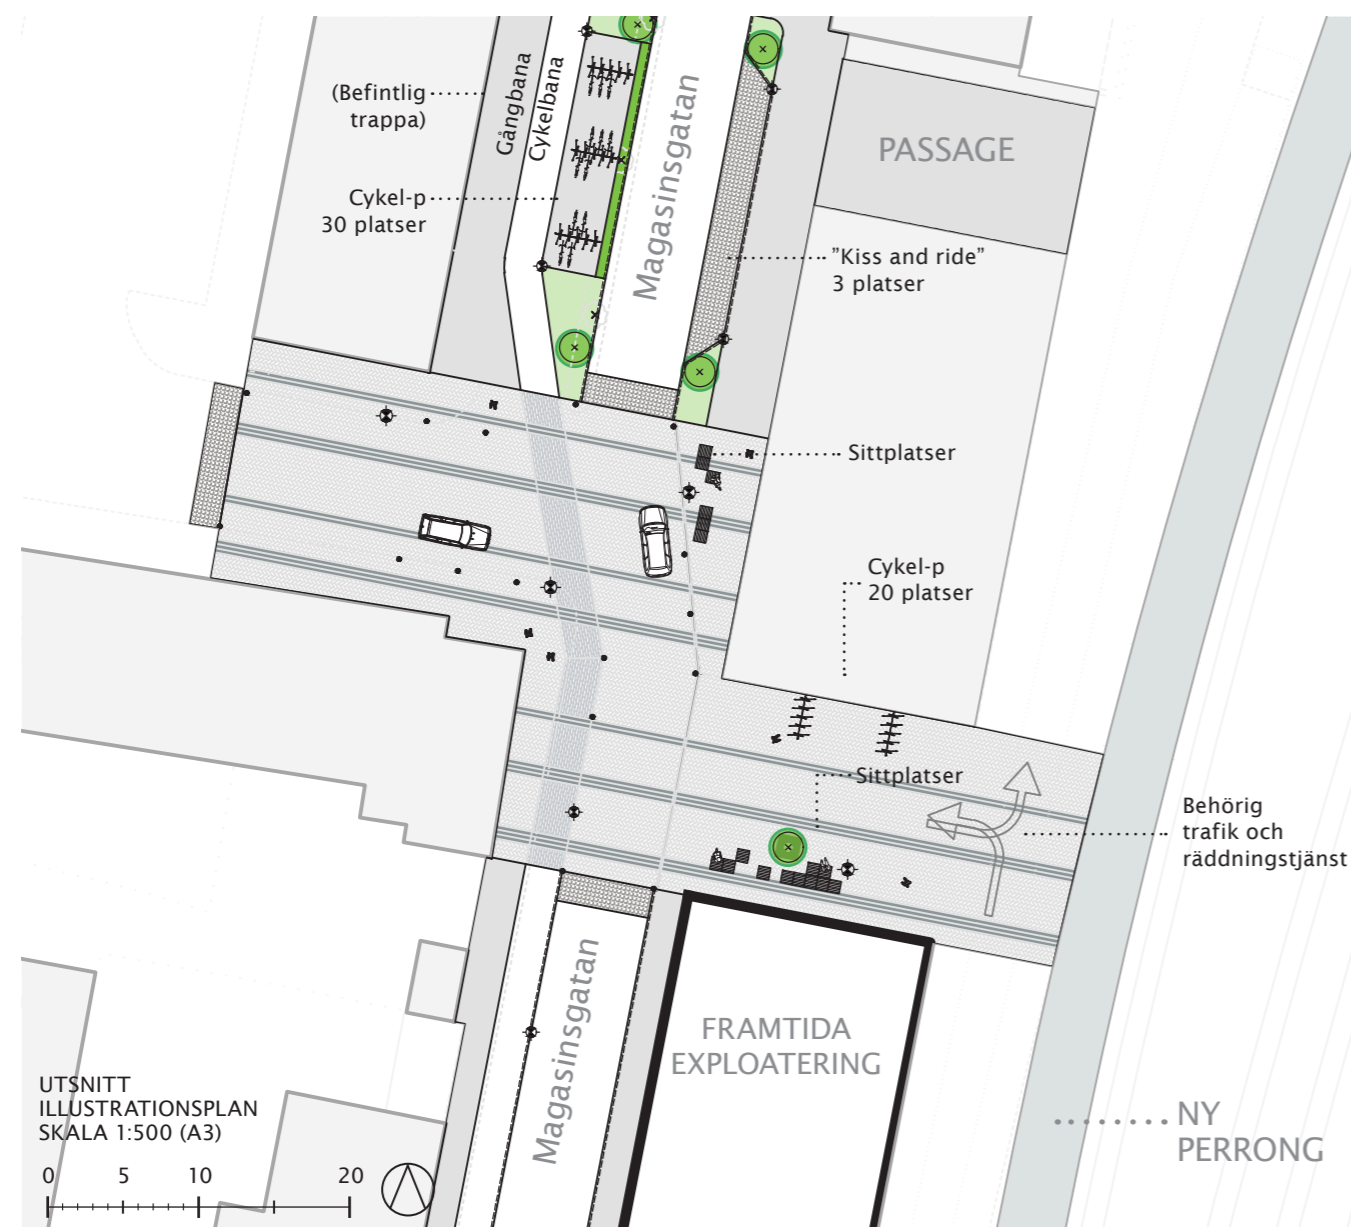 (Befintlig
trappa)
Gångbana
Cykelbana
Cykel-p
30 platser
Magasinsgatan
PASSAGE
”Kiss and ride”
3 platser
Sittplatser
Cykel-p
20 platser
Sittplatser
Behörig
trafik och
räddningstjänst
Magasinsgatan
FRAMTIDA
EXPLOATERING
NY
PERRONG
UTSNITT
ILLUSTRATIONSPLAN
SKALA 1:500 (A3)
0 5 10 20